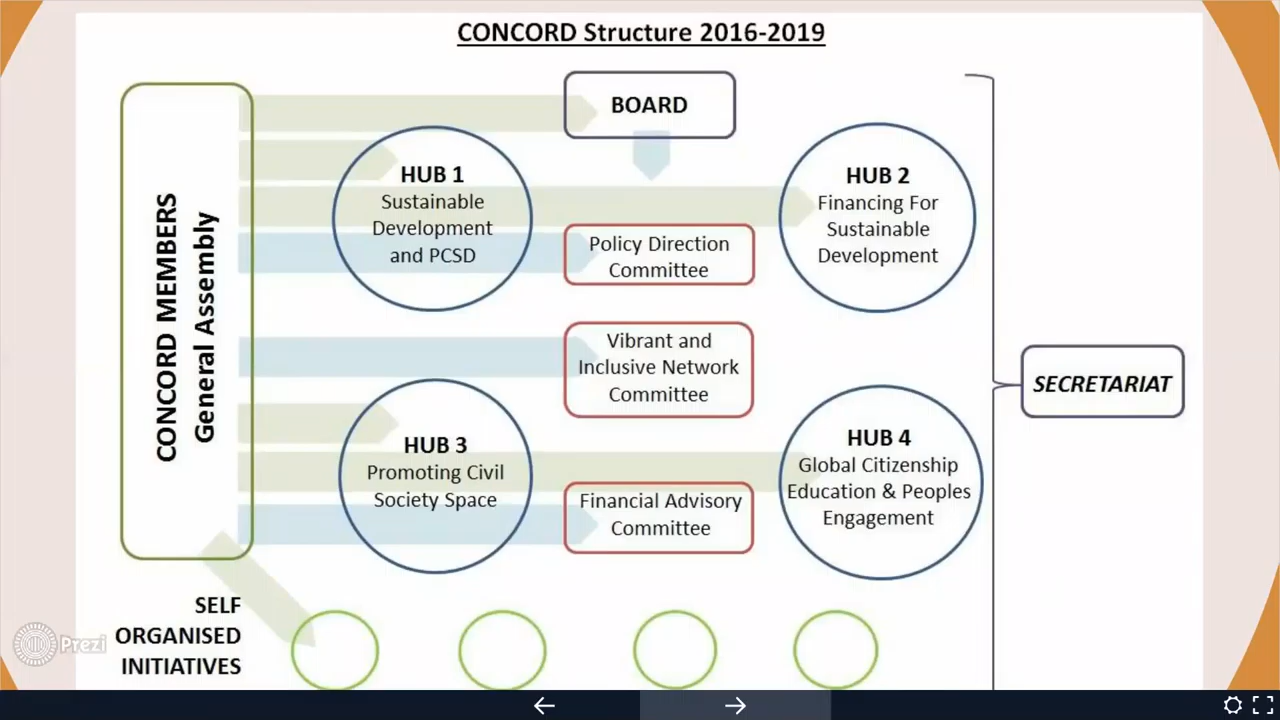 CONCORD Structure 2016-2019
BOARD
CONCORD MEMBERS
General Assembly
HUB 1
Sustainable
Development
and PCSD
HUB 2
Financing For
Sustainable
Development
Policy Direction
Committee
Vibrant and
Inclusive Network
Committee
SECRETARIAT
HUB 3
Promoting Civil
Society Space
HUB 4
Global Citizenship
Education & Peoples
Engagement
Financial Advisory
Committee
SELF
ORGANISED
INITIATIVES
Prezi